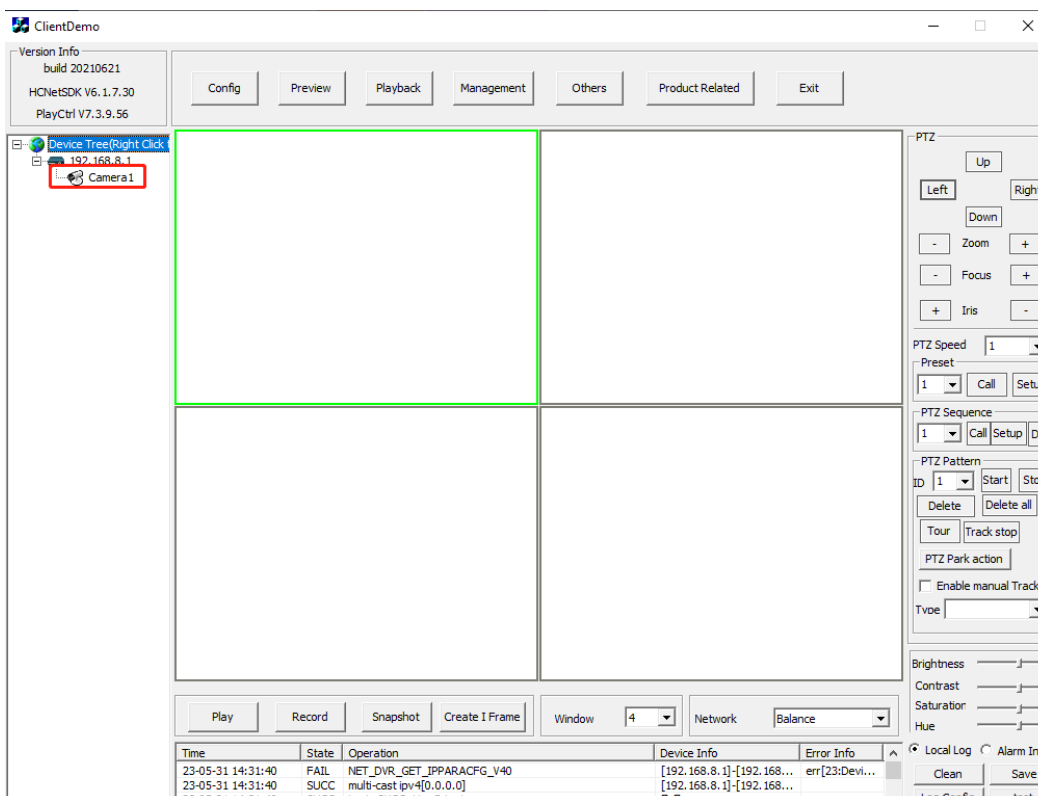 ClientDemo
Version Info
build 20210621
HCNetSDK V6.1.7.30
PlayCtrl V7.3.9.56
Config Preview Playback Management Others Product Related Exit
Device Tree(Right Click
192.168.8.1
Camera1
PTZ
Up
Left Righ
Down
- Zoom +
- Focus +
+ Iris -
PTZ Speed 1
Preset
1 Call Setu
PTZ Sequence
1 Call Setup D
PTZ Pattern
ID 1 Start Sto
Delete Delete all
Tour Track stop
PTZ Park action
Enable manual Track
Type
Brightness
Contrast
Saturation
Hue
Play Record Snapshot Create I Frame Window 4 Network Balance
Time State Operation Device Info Error Info
23-05-31 14:31:40 FAIL NET_DVR_GET_IPPARACFG_V40 [192.168.8.1]-[192.168... err[23:Devi...
23-05-31 14:31:40 SUCC multi-cast ipv4[0.0.0.0] [192.168.8.1]-[192.168...
Local Log Alarm In
Clean Save